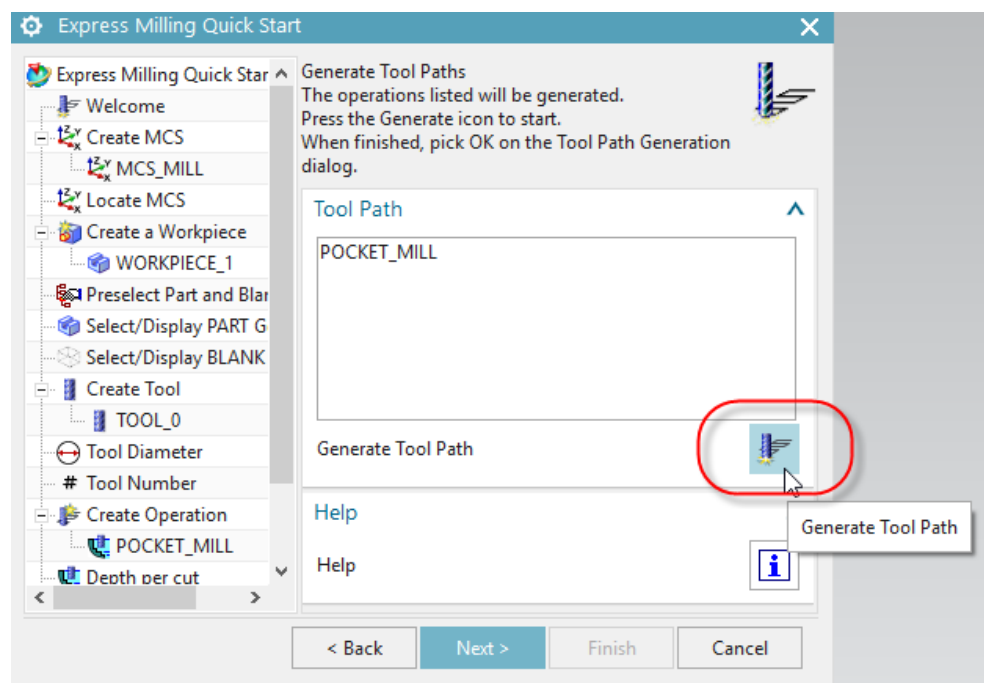 Express Milling Quick Start
Express Milling Quick Star
Welcome
Create MCS
MCS_MILL
Locate MCS
Create a Workpiece
WORKPIECE_1
Preselect Part and Blar
Select/Display PART G
Select/Display BLANK
Create Tool
TOOL_0
Tool Diameter
# Tool Number
Create Operation
POCKET_MILL
Depth per cut
Generate Tool Paths
The operations listed will be generated.
Press the Generate icon to start.
When finished, pick OK on the Tool Path Generation
dialog.
Tool Path
POCKET_MILL
Generate Tool Path
Generate Tool Path
Help
Help
< Back
Next >
Finish
Cancel